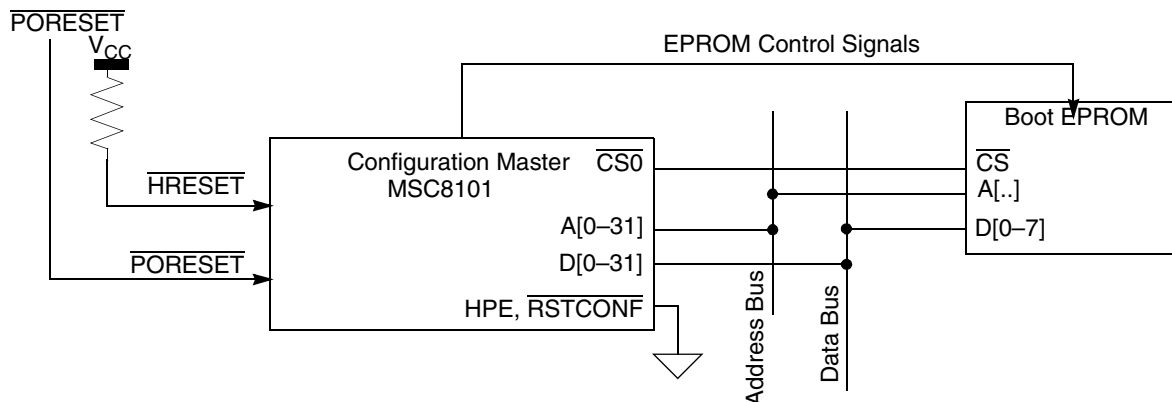 PORESET
VCC
EPROM Control Signals
Boot EPROM
Configuration Master
MSC8101
CS0
CS
HRESET
A[..]
A[0–31]
D[0–7]
PORESET
D[0–31]
HPE, RSTCONF
Address Bus
Data Bus